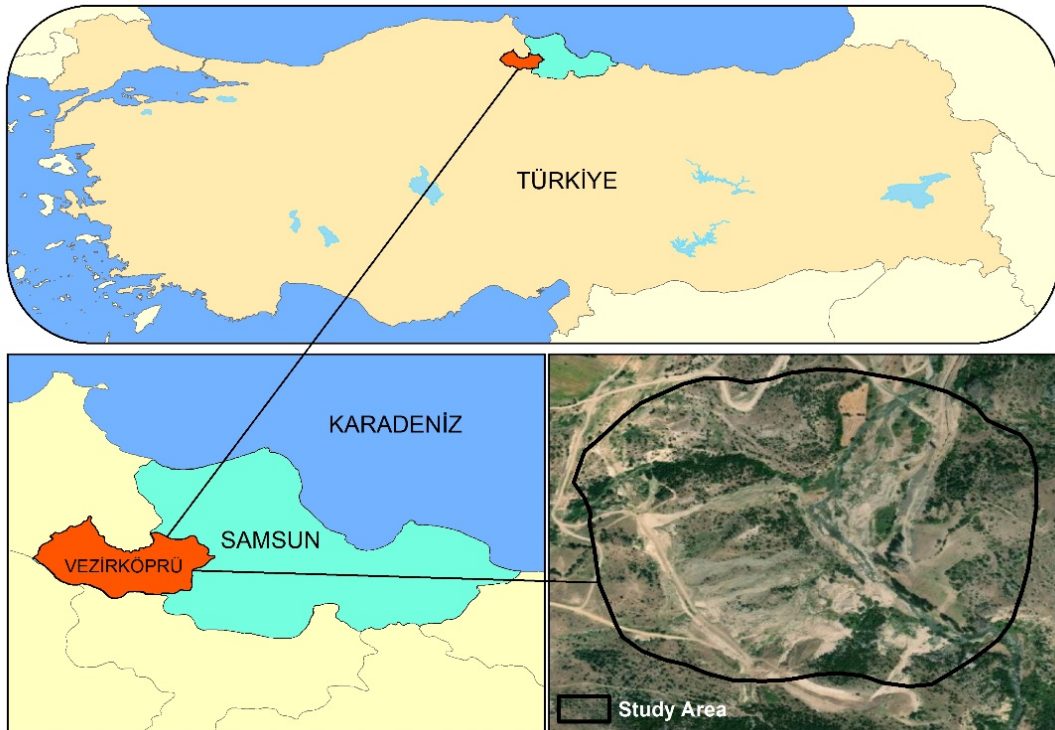 TÜRKİYE
KARADENİZ
SAMSUN
VEZİRKÖPRÜ
Study Area